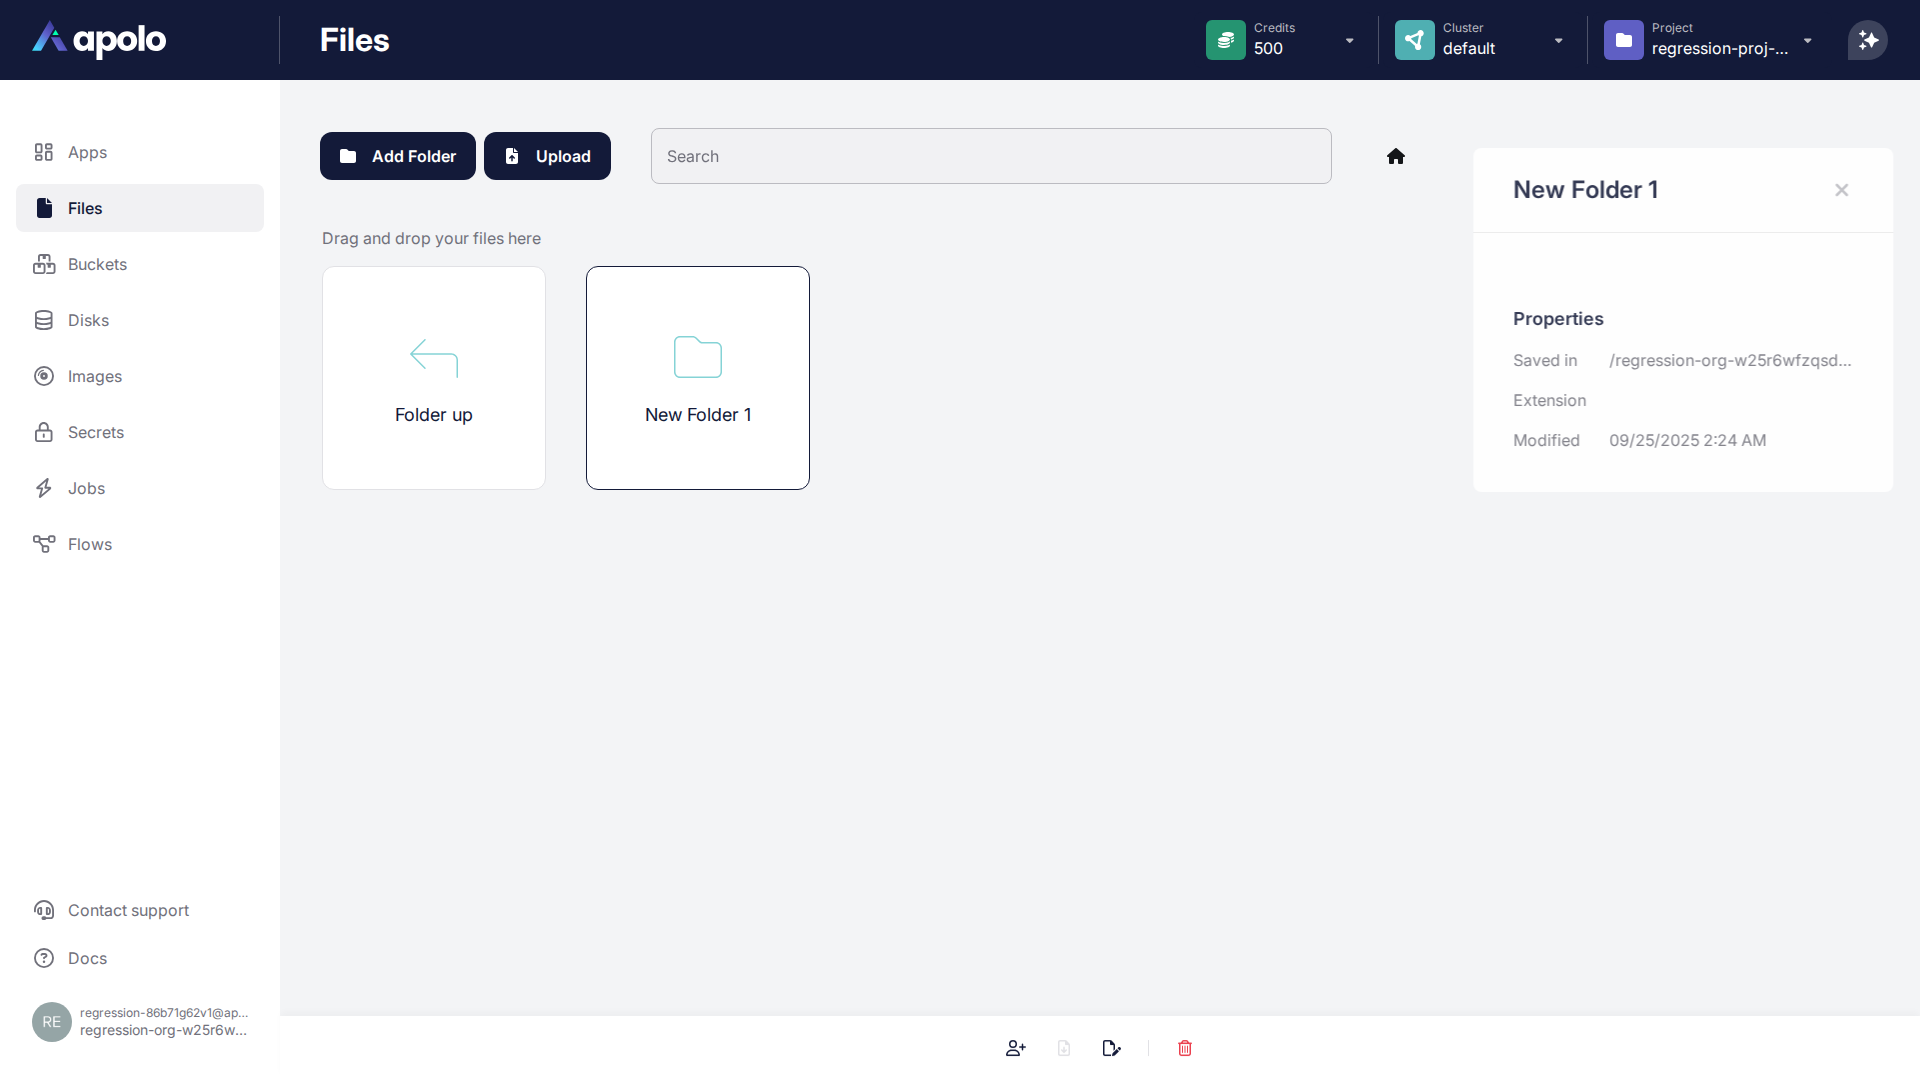 apolo
Files
Credits
500
Cluster
default
Project
regression-proj-...
Apps
Files
Buckets
Disks
Images
Secrets
Jobs
Flows
Contact support
Docs
RE
regression-86b71g62v1@ap...
regression-org-w25r6w...
Add Folder
Upload
Search
Drag and drop your files here
Folder up
New Folder 1
New Folder 1
Properties
Saved in /regression-org-w25r6wfzqsd...
Extension
Modified 09/25/2025 2:24 AM